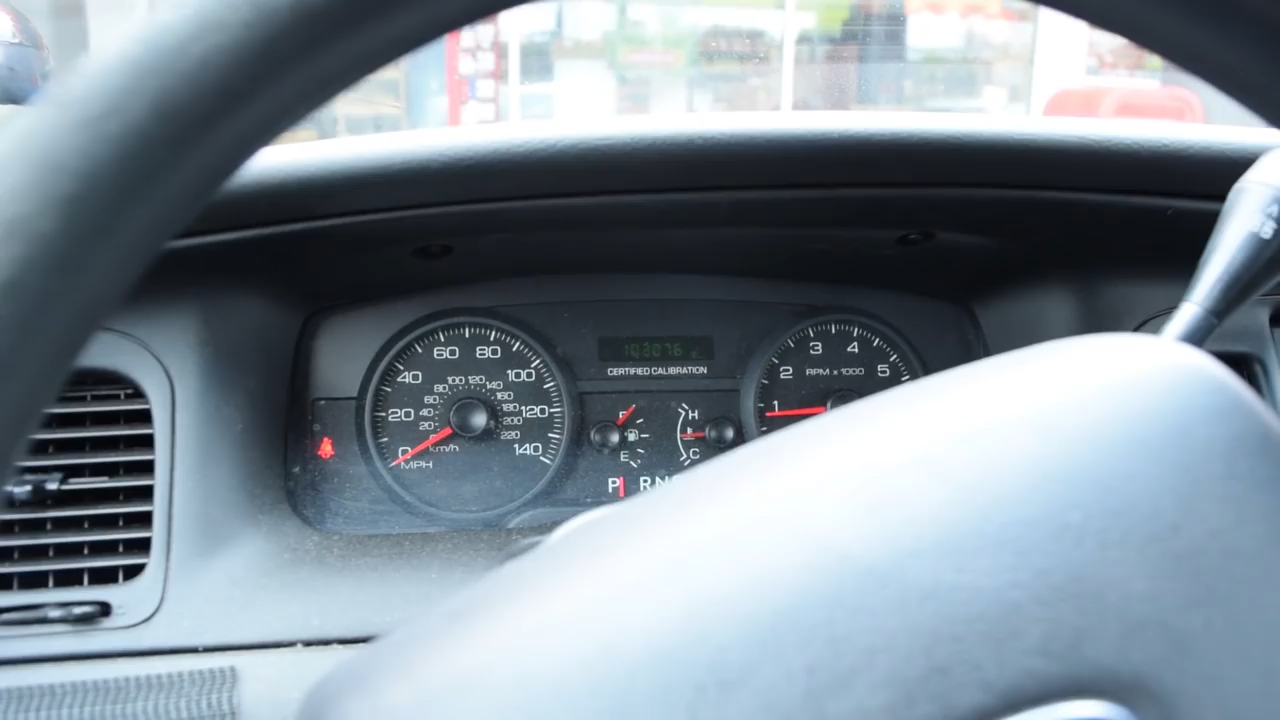 102076
CERTIFIED CALIBRATION
0 20 40 60 80 100 120 140
MPH
20 40 60 80 100 120 140 160 180 200 220
km/h
F
E
H
C
1 2 3 4 5
RPM x 1000
P R N